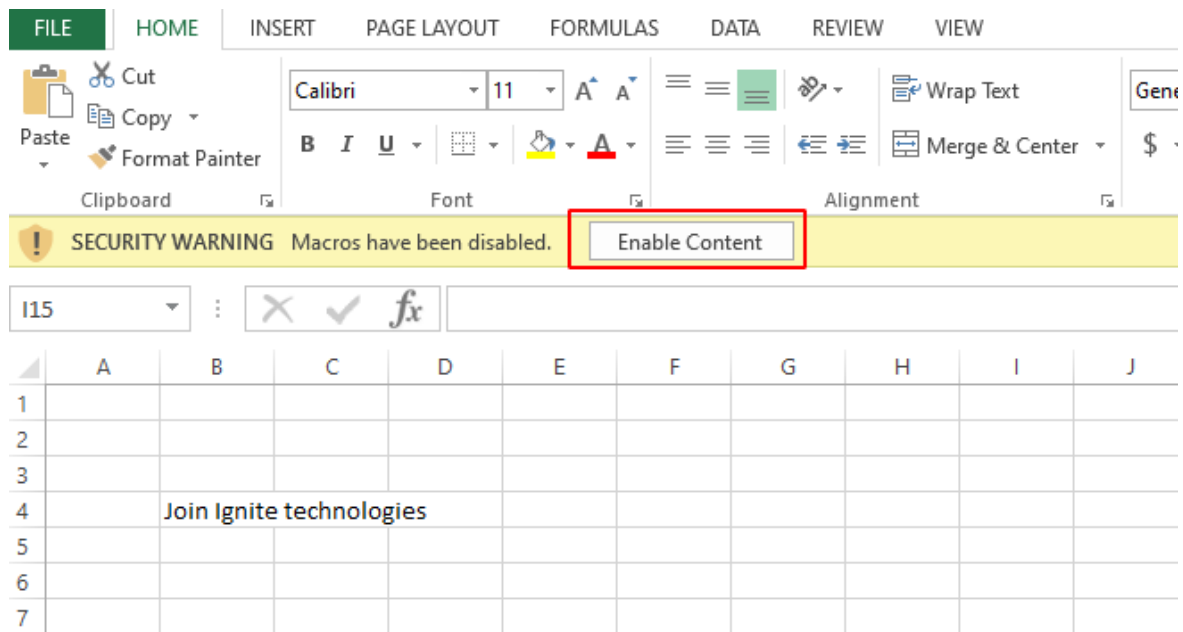 FILE HOME INSERT PAGE LAYOUT FORMULAS DATA REVIEW VIEW
Cut
Calibri 11 A A Wrap Text Gene
Copy
Paste B I U A Merge & Center $
Format Painter
Clipboard Font Alignment
SECURITY WARNING Macros have been disabled. Enable Content
I15 fx
A B C D E F G H I J
1
2
3
4 Join Ignite technologies
5
6
7